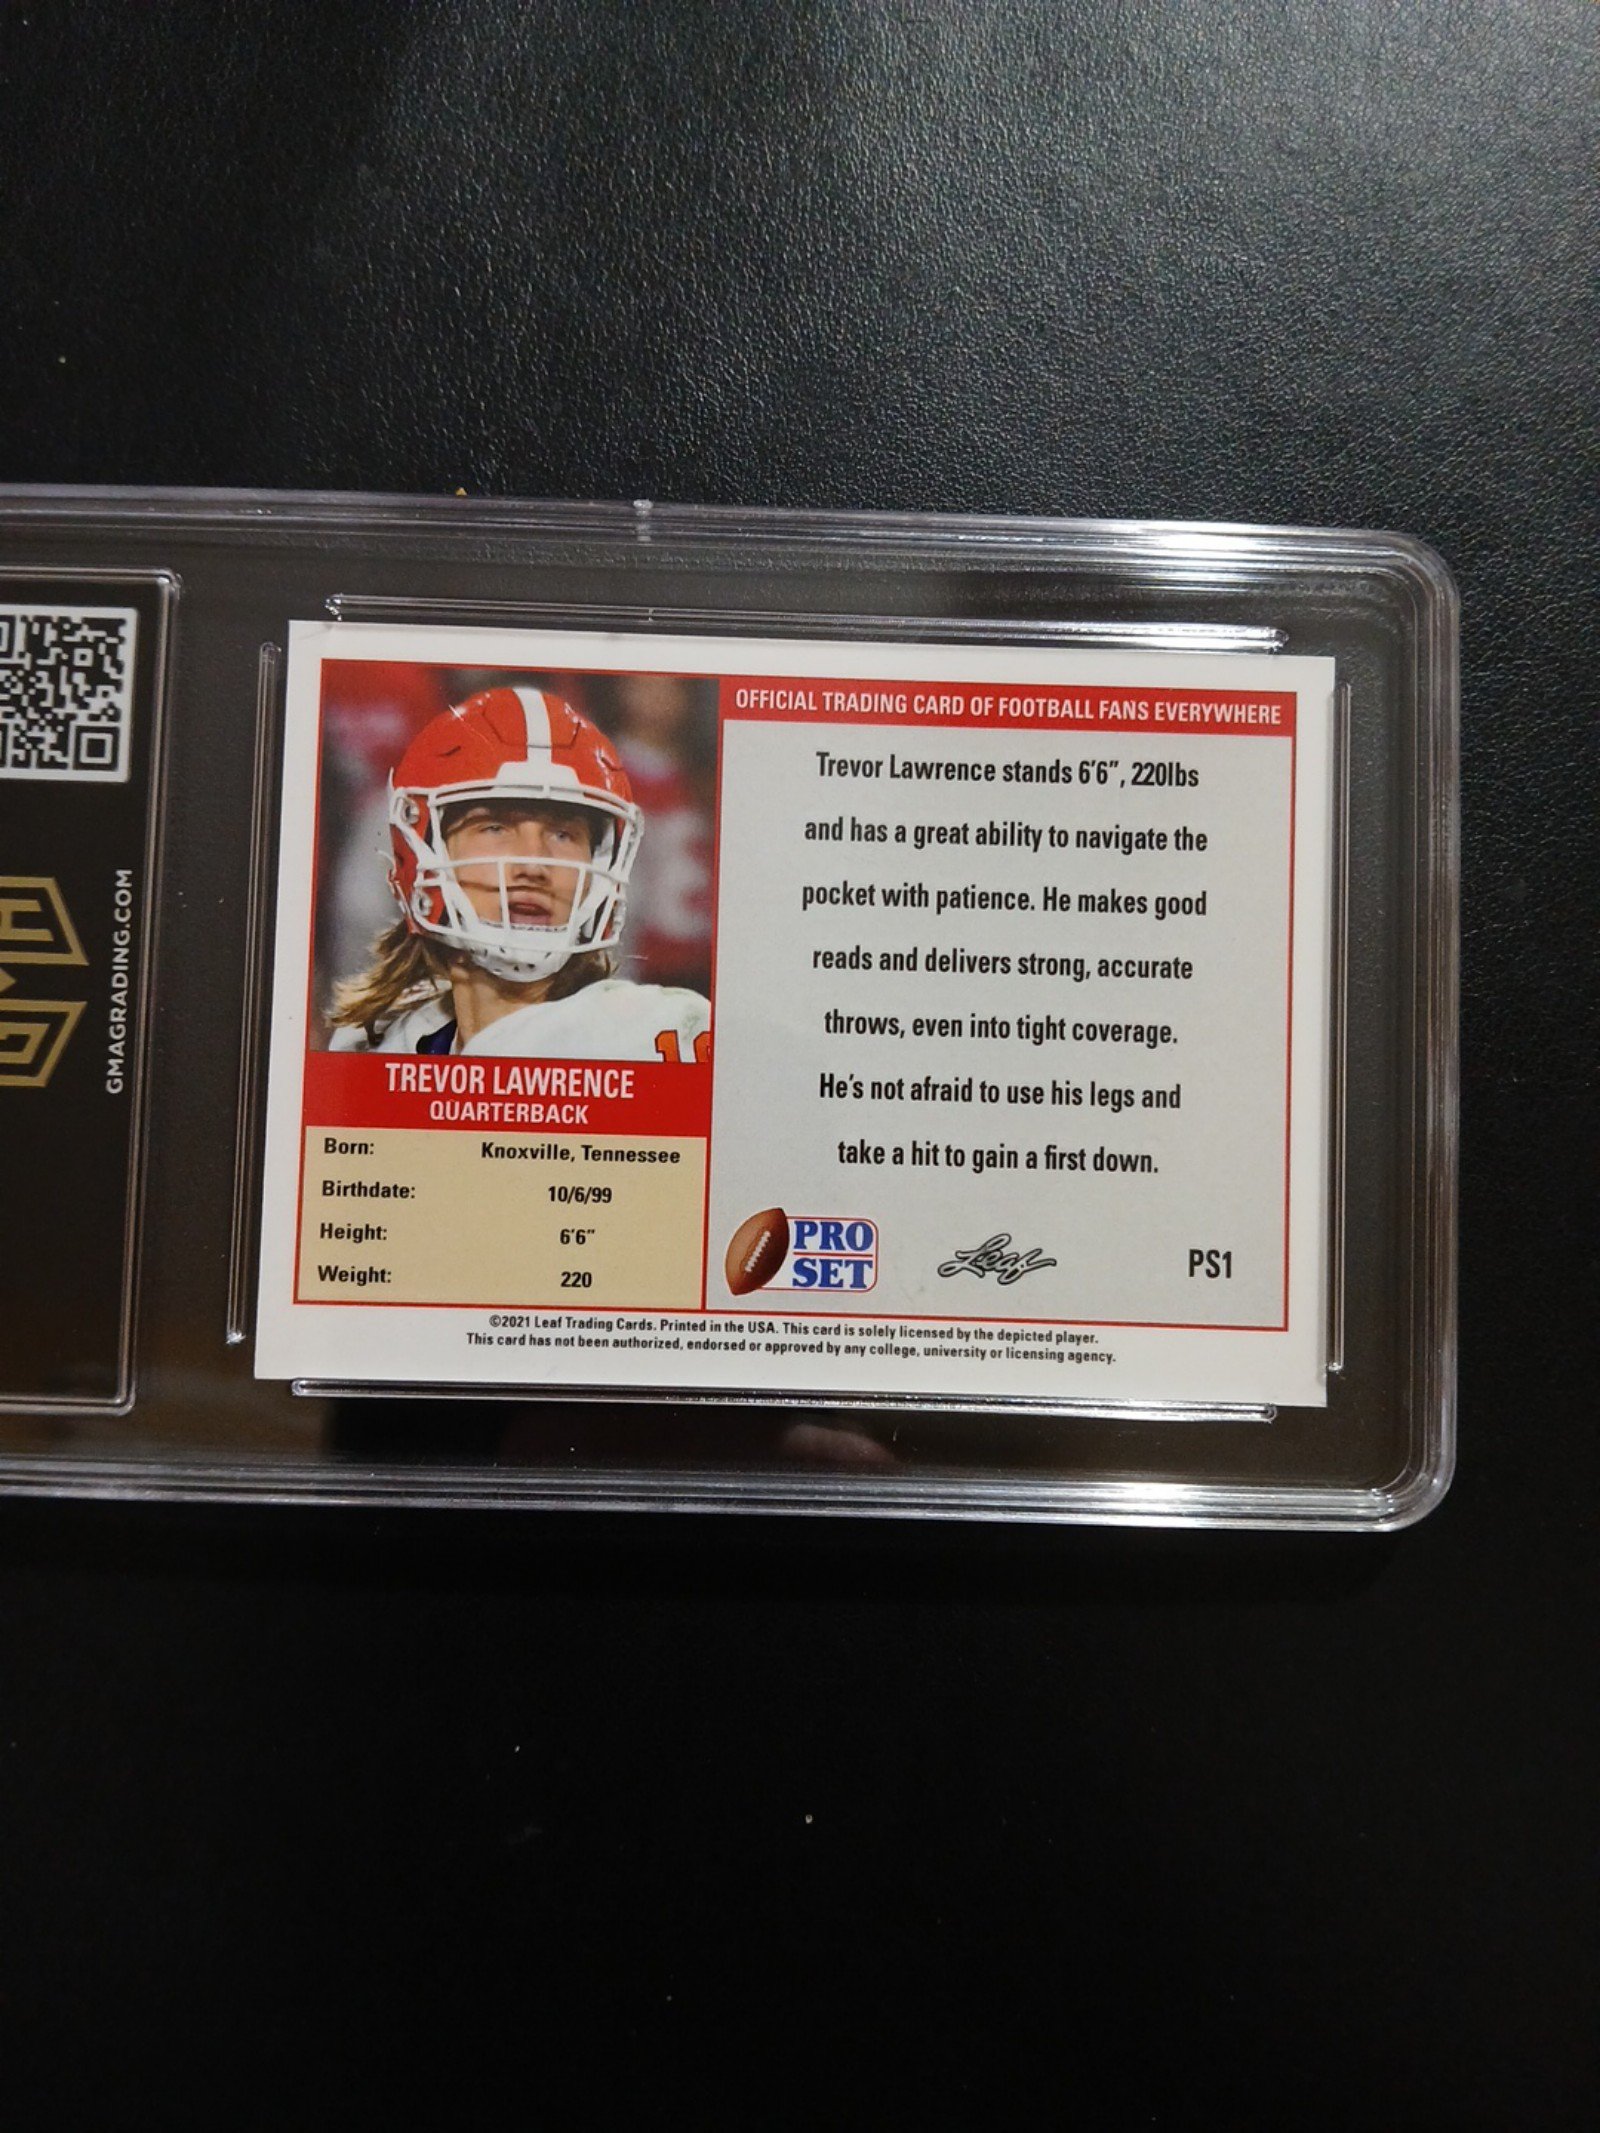 GMAGRADING.COM
OFFICIAL TRADING CARD OF FOOTBALL FANS EVERYWHERE
Trevor Lawrence stands 6'6", 220lbs
and has a great ability to navigate the
pocket with patience. He makes good
reads and delivers strong, accurate
throws, even into tight coverage.
He's not afraid to use his legs and
take a hit to gain a first down.
TREVOR LAWRENCE
QUARTERBACK
Born: Knoxville, Tennessee
Birthdate: 10/6/99
Height: 6'6"
Weight: 220
PRO
SET
Leaf
PS1
©2021 Leaf Trading Cards. Printed in the USA. This card is solely licensed by the depicted player.
This card has not been authorized, endorsed or approved by any college, university or licensing agency.